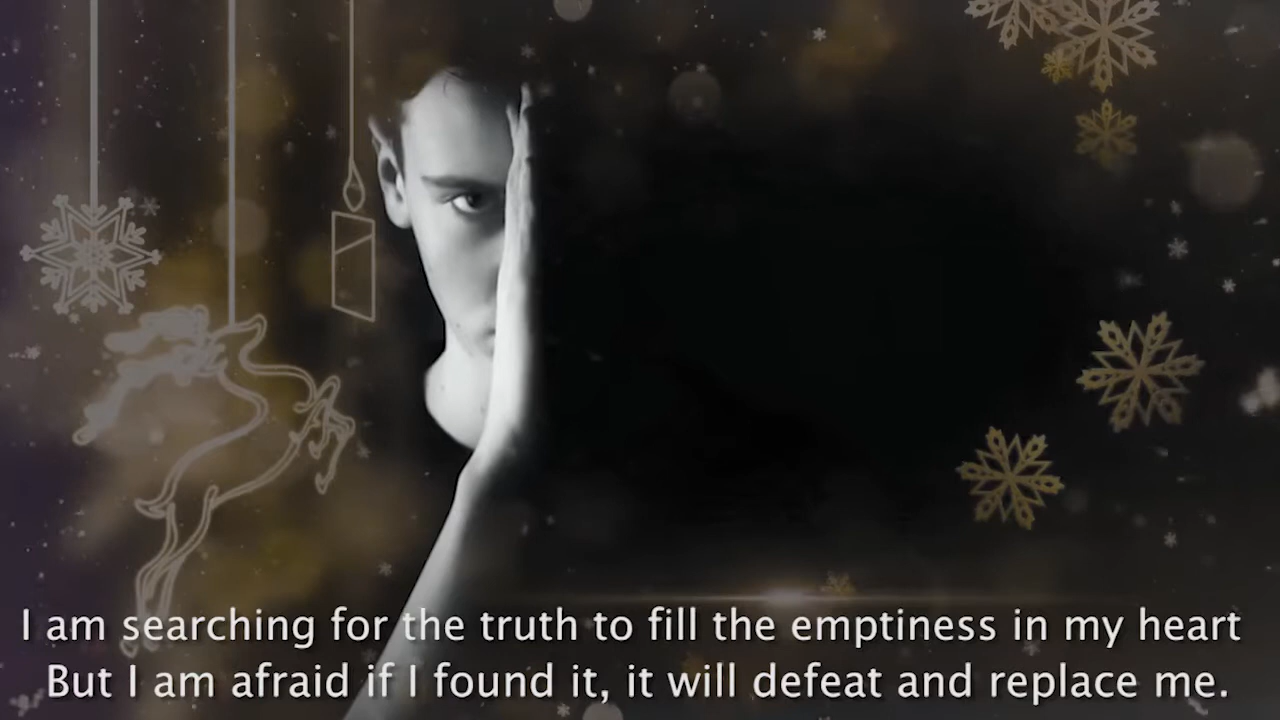 I am searching for the truth to fill the emptiness in my heart
But I am afraid if I found it, it will defeat and replace me.